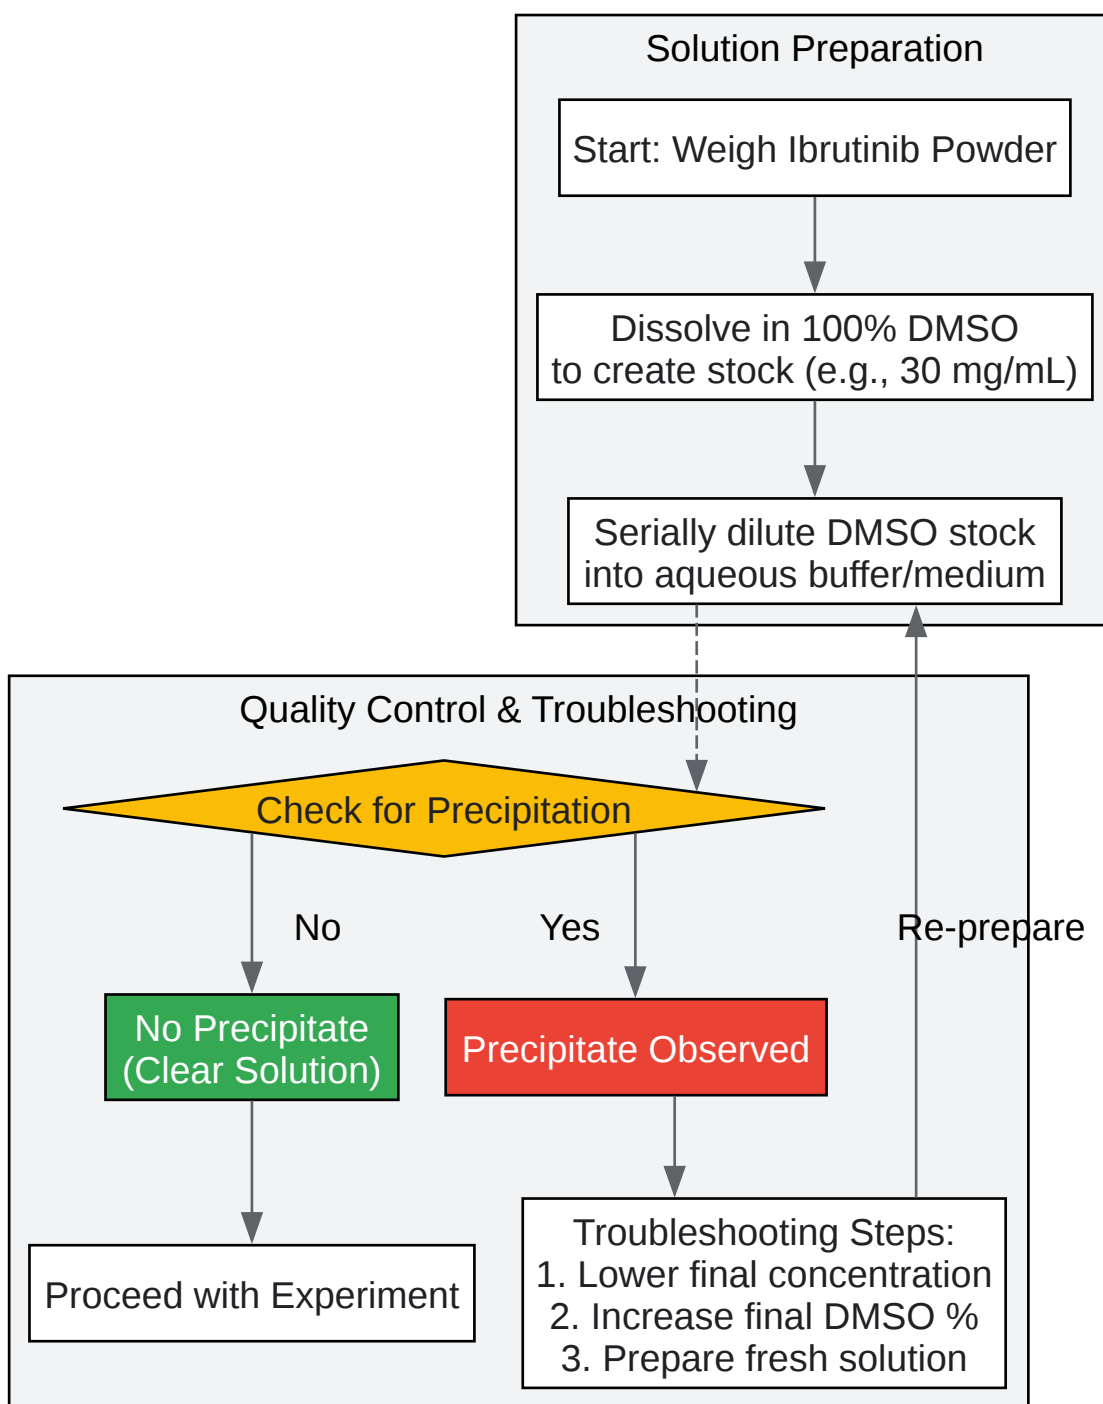 Solution Preparation
Start: Weigh Ibrutinib Powder
Dissolve in 100% DMSO
to create stock (e.g., 30 mg/mL)
Serially dilute DMSO stock
into aqueous buffer/medium
Quality Control & Troubleshooting
Check for Precipitation
No
Yes
Re-prepare
No Precipitate
(Clear Solution)
Precipitate Observed
Proceed with Experiment
Troubleshooting Steps:
1. Lower final concentration
2. Increase final DMSO %
3. Prepare fresh solution